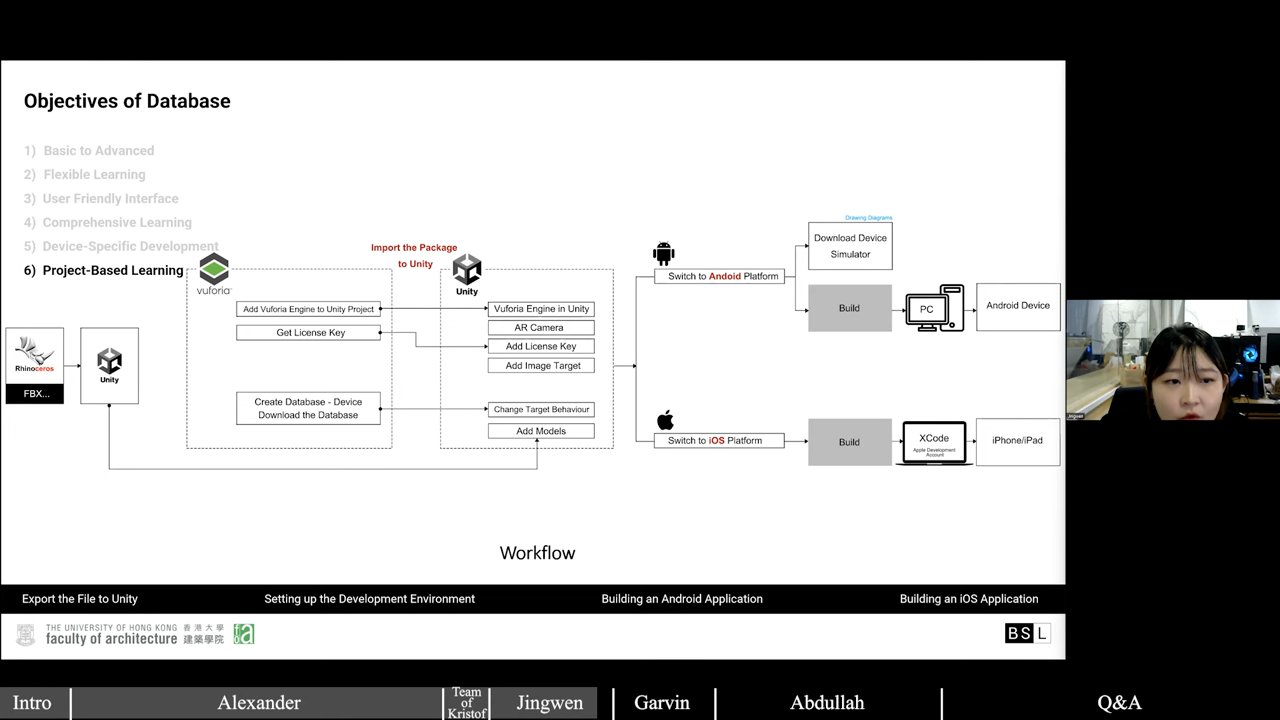 Objectives of Database
1) Basic to Advanced
2) Flexible Learning
3) User Friendly Interface
4) Comprehensive Learning
5) Device-Specific Development
6) Project-Based Learning
Rhinoceros
FBX...
Unity
vuforia
Add Vuforia Engine to Unity Project
Get License Key
Create Database - Device
Download the Database
Import the Package
to Unity
Unity
Vuforia Engine in Unity
AR Camera
Add License Key
Add Image Target
Change Target Behaviour
Add Models
Switch to Andoid Platform
Drawing Diagrams
Download Device
Simulator
Build
PC
Android Device
Switch to iOS Platform
Build
XCode
Apple Development
Account
iPhone/iPad
Workflow
Export the File to Unity
Setting up the Development Environment
Building an Android Application
Building an iOS Application
THE UNIVERSITY OF HONG KONG 香港大學
faculty of architecture 建築學院
BSL
Jingwen
Intro
Alexander
Team
of
Kristof
Jingwen
Garvin
Abdullah
Q&A